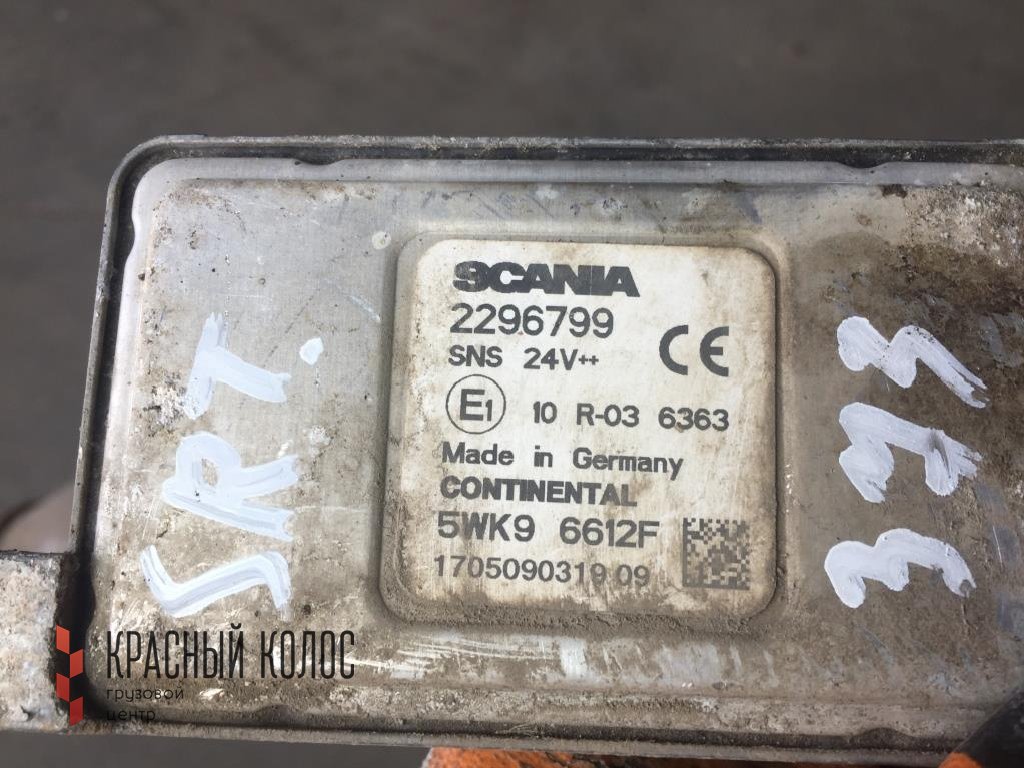 SCANIA
2296799
SNS 24V++
CE
E1 10 R-03 6363
Made in Germany
CONTINENTAL
5WK9 6612F
1705090319 09
SRT.
КРАСНЫЙ КОЛОС
грузовой
центр